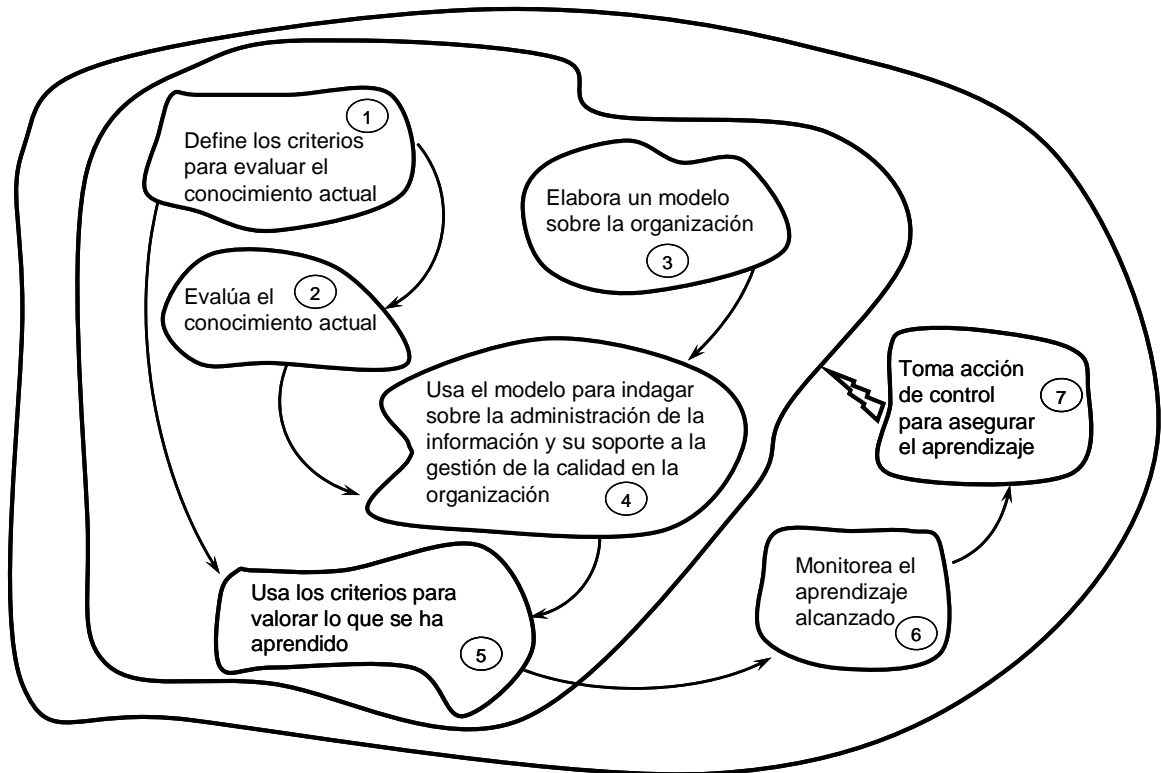 1
Define los criterios
para evaluar el
conocimiento actual
Evalúa el
2
conocimiento actual
Elabora un modelo
sobre la organización
3
Usa el modelo para indagar
sobre la administración de la
información y su soporte a la
gestión de la calidad en la
organización
4
Usa los criterios para
valorar lo que se ha
aprendido
5
Monitorea el
aprendizaje
alcanzado
6
Toma acción
de control
7
para asegurar
el aprendizaje